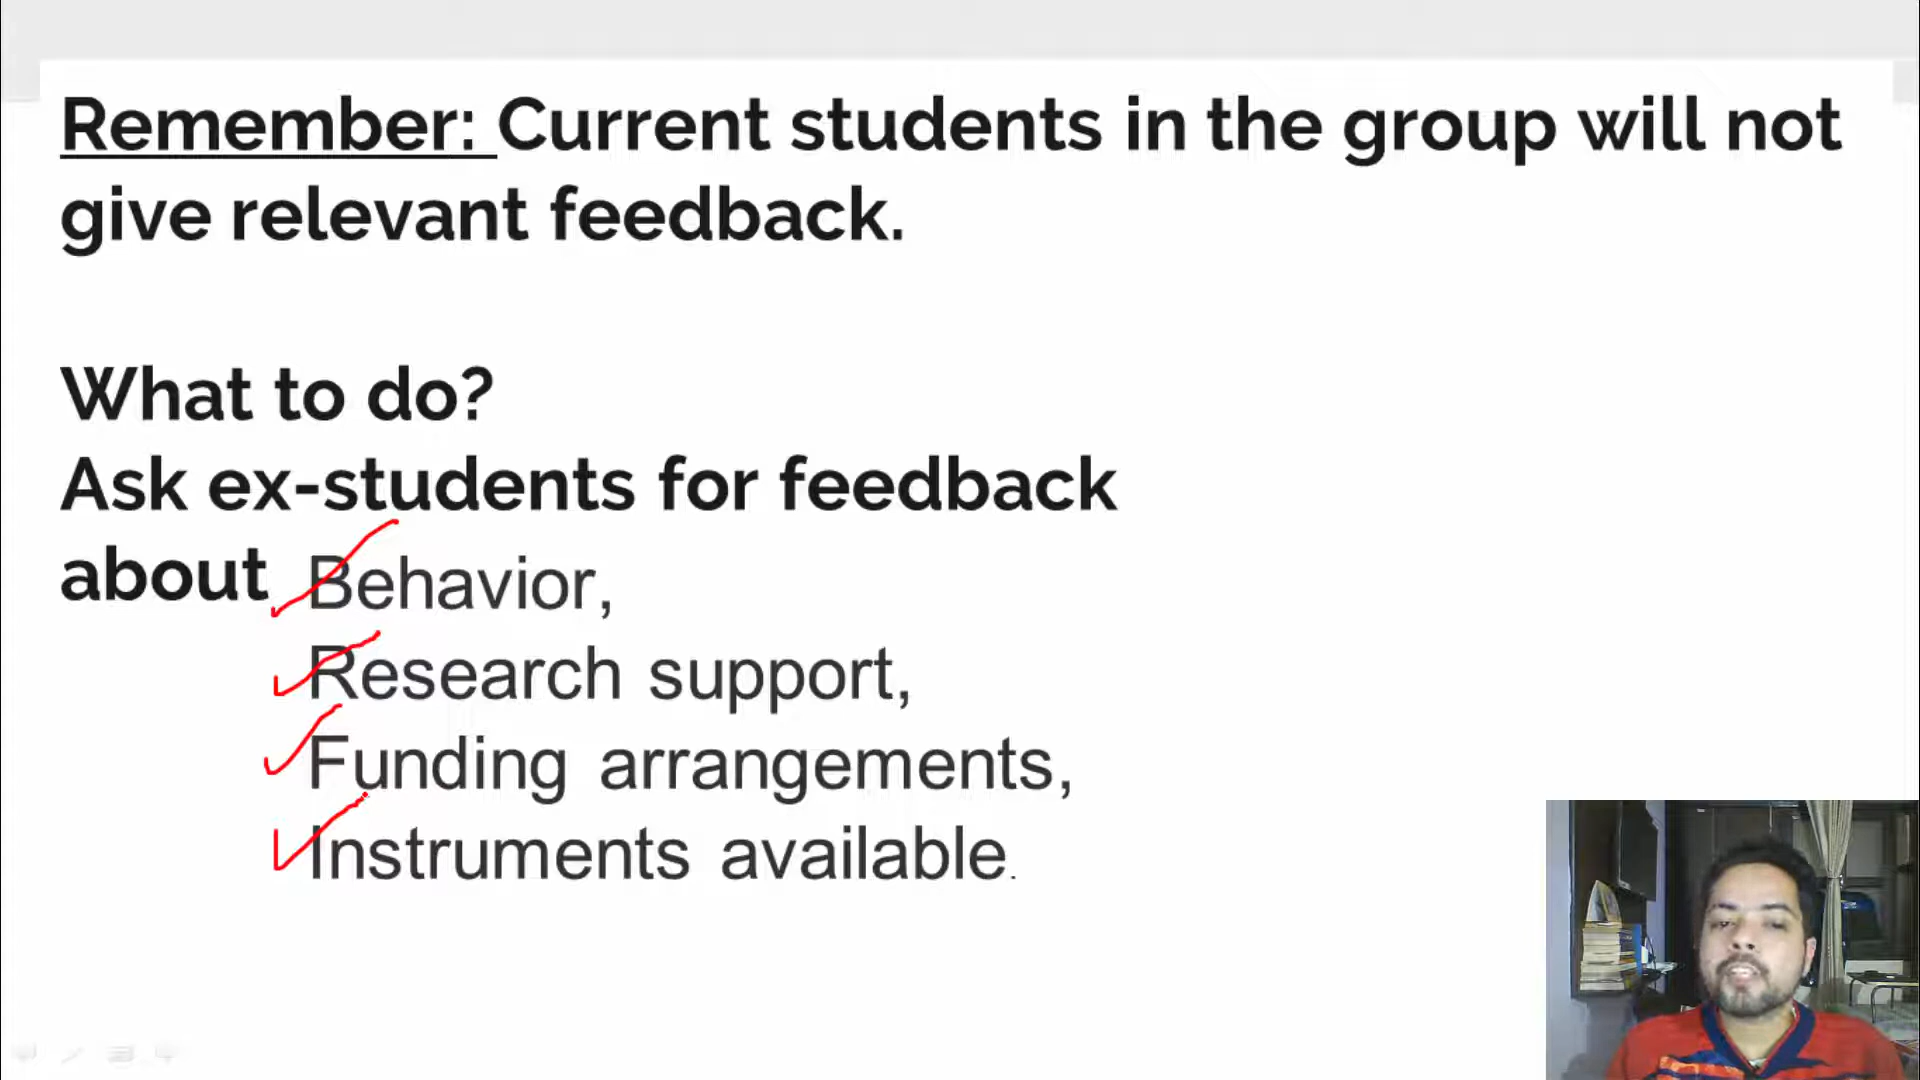 Remember: Current students in the group will not
give relevant feedback.
What to do?
Ask ex-students for feedback
about Behavior,
Research support,
Funding arrangements,
Instruments available.